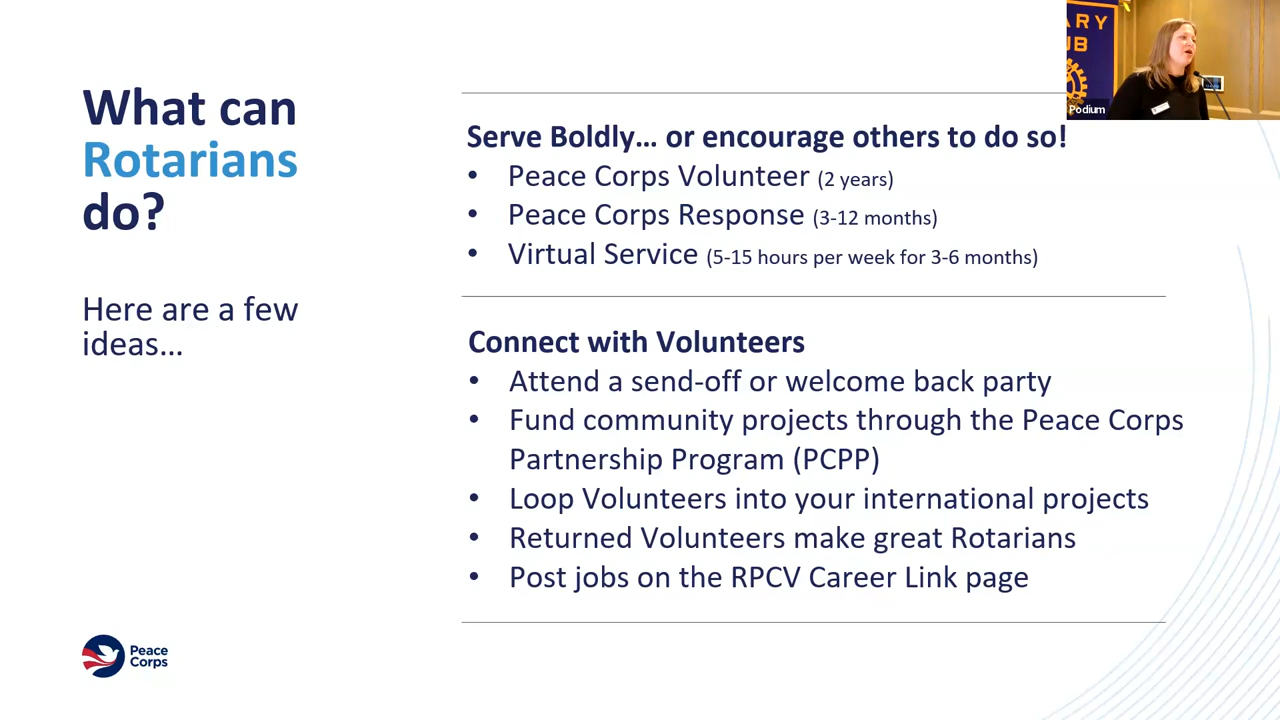 What can
Rotarians
do?
Here are a few
ideas…
Serve Boldly… or encourage others to do so!
• Peace Corps Volunteer (2 years)
• Peace Corps Response (3-12 months)
• Virtual Service (5-15 hours per week for 3-6 months)
Connect with Volunteers
• Attend a send-off or welcome back party
• Fund community projects through the Peace Corps
Partnership Program (PCPP)
• Loop Volunteers into your international projects
• Returned Volunteers make great Rotarians
• Post jobs on the RPCV Career Link page
Peace
Corps
ARY
UB
Podium